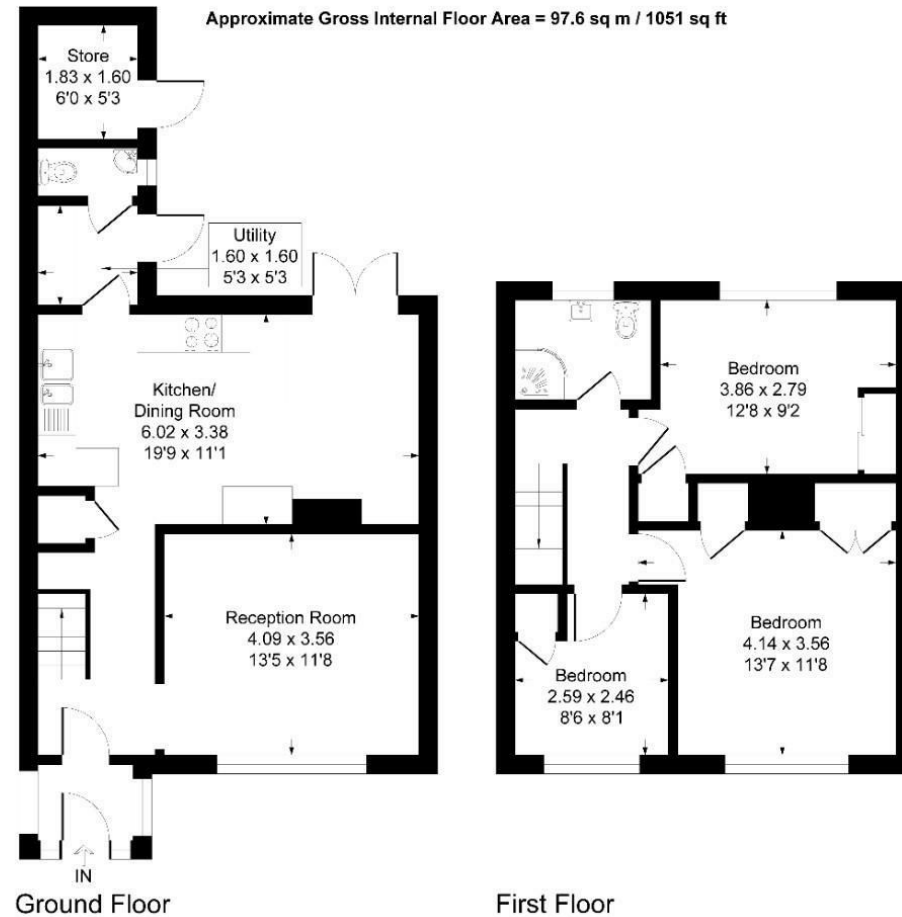 Approximate Gross Internal Floor Area = 97.6 sq m / 1051 sq ft
Store
1.83 x 1.60
6'0 x 5'3
Utility
1.60 x 1.60
5'3 x 5'3
Kitchen/
Dining Room
6.02 x 3.38
19'9 x 11'1
Reception Room
4.09 x 3.56
13'5 x 11'8
IN
Ground Floor
Bedroom
3.86 x 2.79
12'8 x 9'2
Bedroom
4.14 x 3.56
13'7 x 11'8
Bedroom
2.59 x 2.46
8'6 x 8'1
First Floor